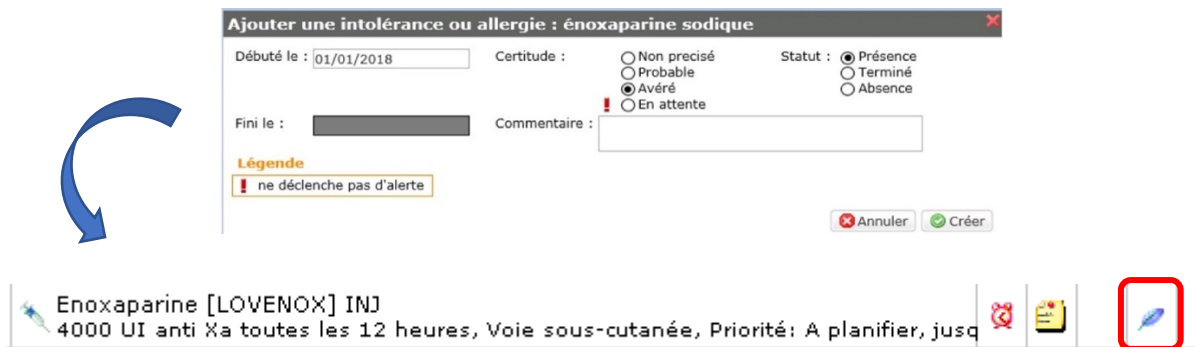 Ajouter une intolérance ou allergie : énoxaparine sodique
Débuté le : 01/01/2018 Certitude : Non precisé Statut : Présence
Probable Terminé
Avéré Absence
! En attente
Fini le : Commentaire :
Légende
! ne déclenche pas d'alerte
Annuler Créer
Enoxaparine [LOVENOX] INJ
4000 UI anti Xa toutes les 12 heures, Voie sous-cutanée, Priorité: A planifier, jusq